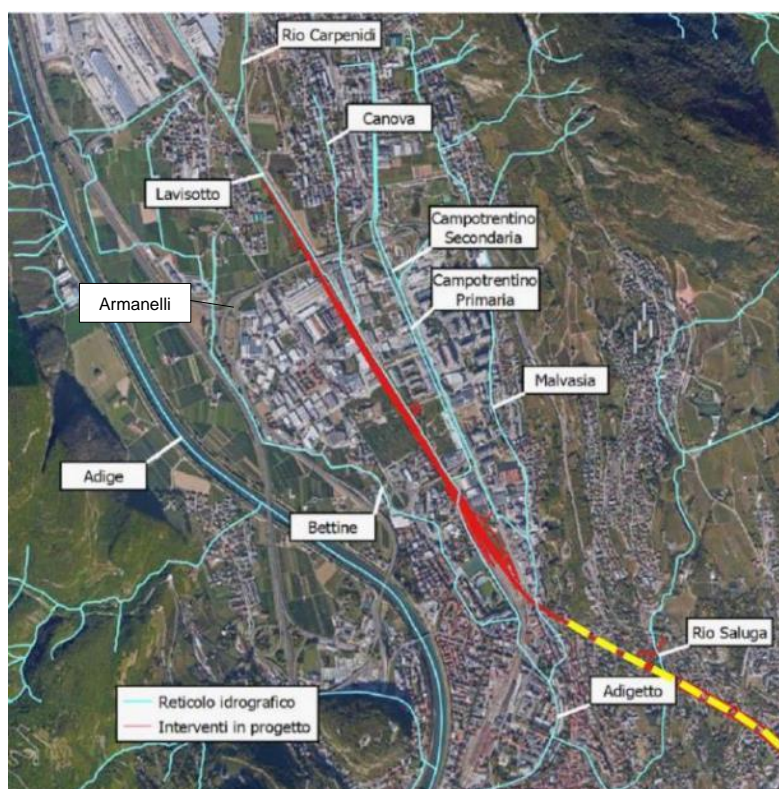 Rio Carpenidi
Canova
Lavisotto
Campotrentino
Secondaria
Campotrentino
Primaria
Armanelli
Malvasia
Adige
Bettine
Rio Saluga
Adigetto
Reticolo idrografico
Interventi in progetto